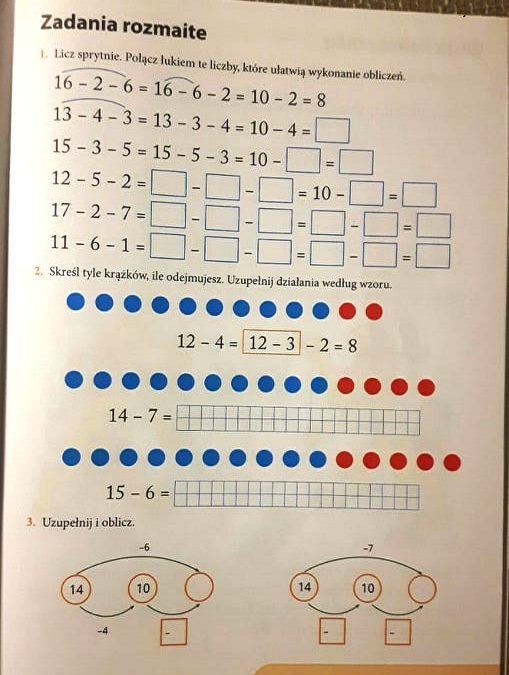 Zadania rozmaite
1. Licz sprytnie. Połącz łukiem te liczby, które ułatwią wykonanie obliczeń.
16 – 2 – 6 = 16 – 6 – 2 = 10 – 2 = 8
13 – 4 – 3 = 13 – 3 – 4 = 10 – 4 =
15 – 3 – 5 = 15 – 5 – 3 = 10 – =
12 – 5 – 2 = – – = 10 – =
17 – 2 – 7 = – – = – =
11 – 6 – 1 = – – = – =
2. Skreśl tyle krążków, ile odejmujesz. Uzupełnij działania według wzoru.
12 – 4 = 12 – 3 – 2 = 8
14 – 7 =
15 – 6 =
3. Uzupełnij i oblicz.
–6 –7
14 10 14 10
–4 – – –